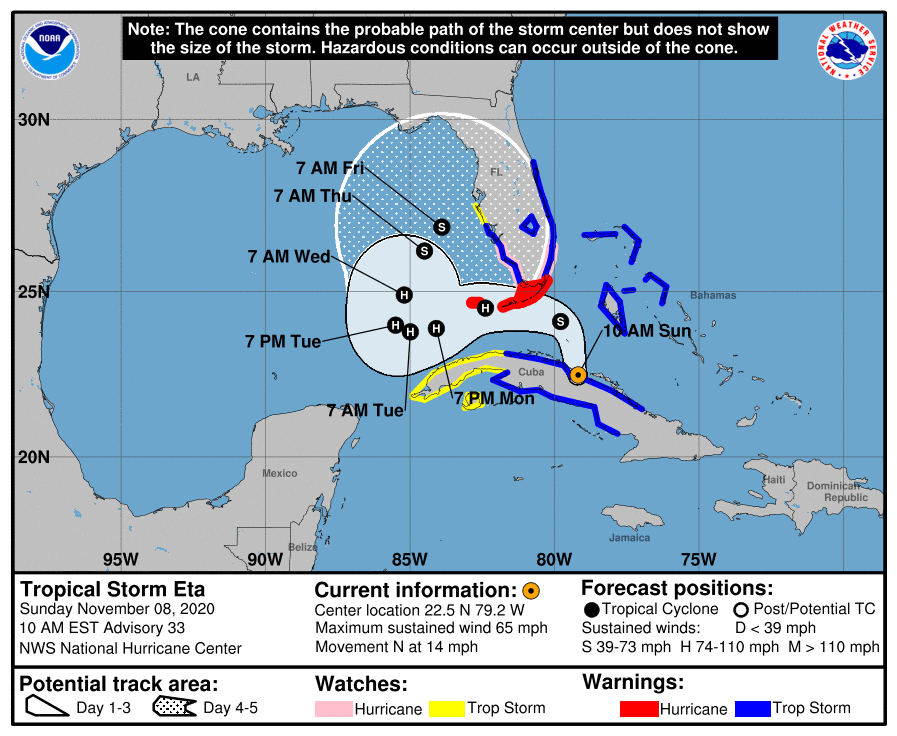 Note: The cone contains the probable path of the storm center but does not show
the size of the storm. Hazardous conditions can occur outside of the cone.
NOAA
NATIONAL WEATHER SERVICE
LA
30N
7 AM Fri
FL
7 AM Thu
S
S
7 AM Wed
25N
H
Bahamas
H
S
10 AM Sun
7 PM Tue
H
H
H
Cuba
7 AM Tue
7 PM Mon
20N
Mexico
Haiti
Dominican
Republic
Jamaica
Belize
95W
90W
85W
80W
75W
Tropical Storm Eta
Sunday November 08, 2020
10 AM EST Advisory 33
NWS National Hurricane Center
Current information:
Center location 22.5 N 79.2 W
Maximum sustained wind 65 mph
Movement N at 14 mph
Forecast positions:
Tropical Cyclone
Post/Potential TC
Sustained winds:
D < 39 mph
S 39-73 mph H 74-110 mph M > 110 mph
Potential track area:
Day 1-3
Day 4-5
Watches:
Hurricane
Trop Storm
Warnings:
Hurricane
Trop Storm